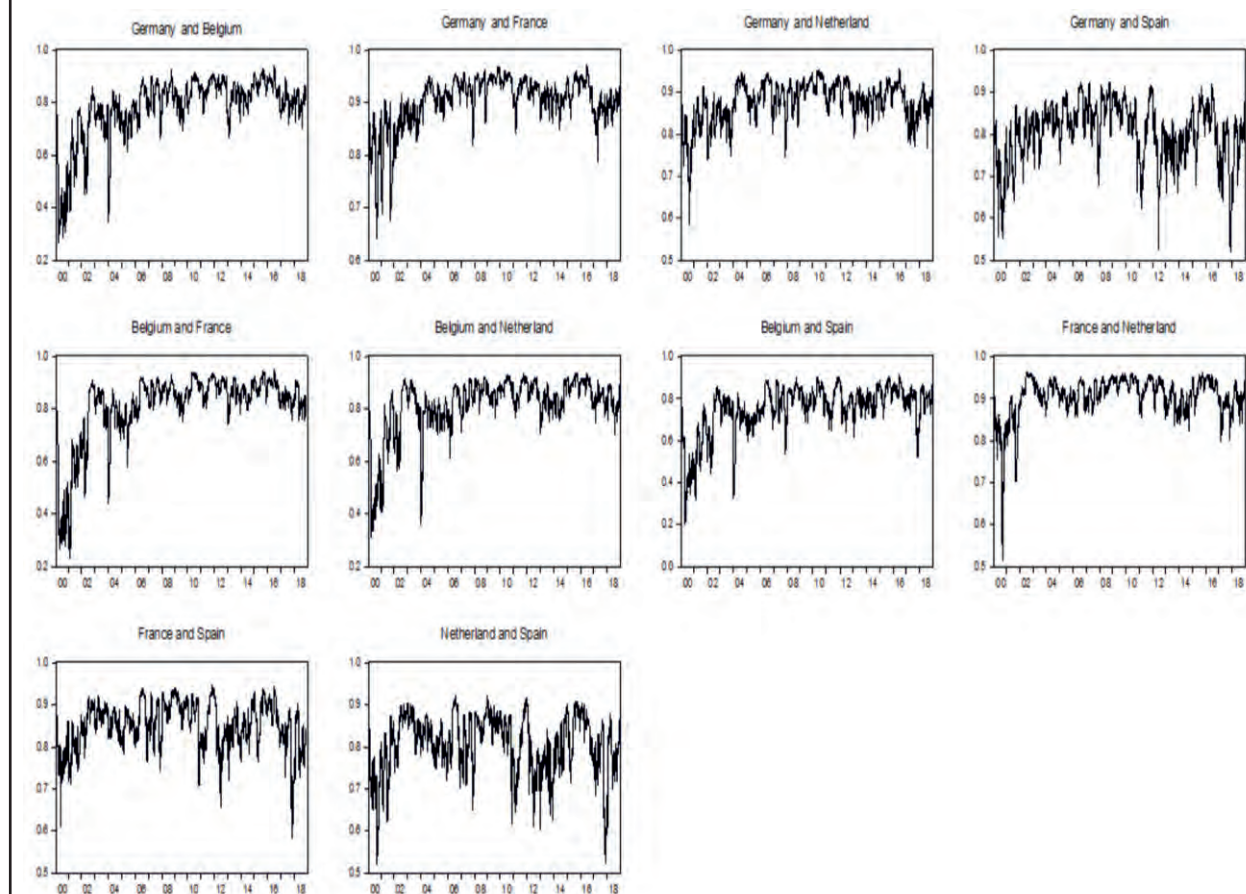 Germany and Belgium
Germany and France
Germany and Netherland
Germany and Spain
1.0
0.8
0.6
0.4
0.2
00 02 04 06 08 10 12 14 16 18
1.0
0.9
0.8
0.7
0.6
00 02 04 06 08 10 12 14 16 18
1.0
0.9
0.8
0.7
0.6
0.5
00 02 04 06 08 10 12 14 16 18
1.0
0.9
0.8
0.7
0.6
0.5
00 02 04 06 08 10 12 14 16 18
Belgium and France
Belgium and Netherland
Belgium and Spain
France and Netherland
1.0
0.8
0.6
0.4
0.2
00 02 04 06 08 10 12 14 16 18
1.0
0.8
0.6
0.4
0.2
00 02 04 06 08 10 12 14 16 18
1.0
0.8
0.6
0.4
0.2
0.0
00 02 04 06 08 10 12 14 16 18
1.0
0.9
0.8
0.7
0.6
0.5
00 02 04 06 08 10 12 14 16 18
France and Spain
Netherland and Spain
1.0
0.9
0.8
0.7
0.6
0.5
00 02 04 06 08 10 12 14 16 18
1.0
0.9
0.8
0.7
0.6
0.5
00 02 04 06 08 10 12 14 16 18